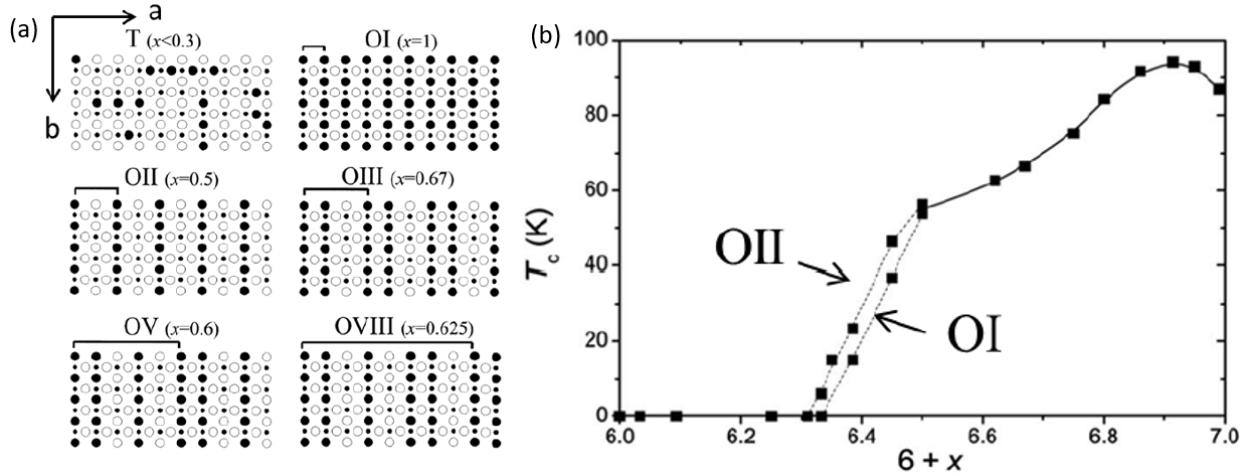 (a)
a
b
T (x<0.3)
OI (x=1)
OII (x=0.5)
OIII (x=0.67)
OV (x=0.6)
OVIII (x=0.625)
(b)
100
80
60
40
20
0
Tc (K)
OII
OI
6.0 6.2 6.4 6.6 6.8 7.0
6 + x